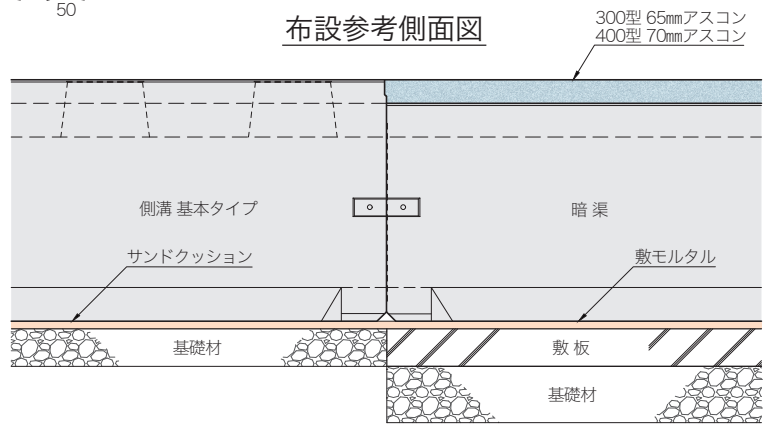 50
布設参考側面図
300型 65㎜アスコン
400型 70㎜アスコン
側溝 基本タイプ
暗 渠
サンドクッション
敷モルタル
基礎材
敷 板
基礎材